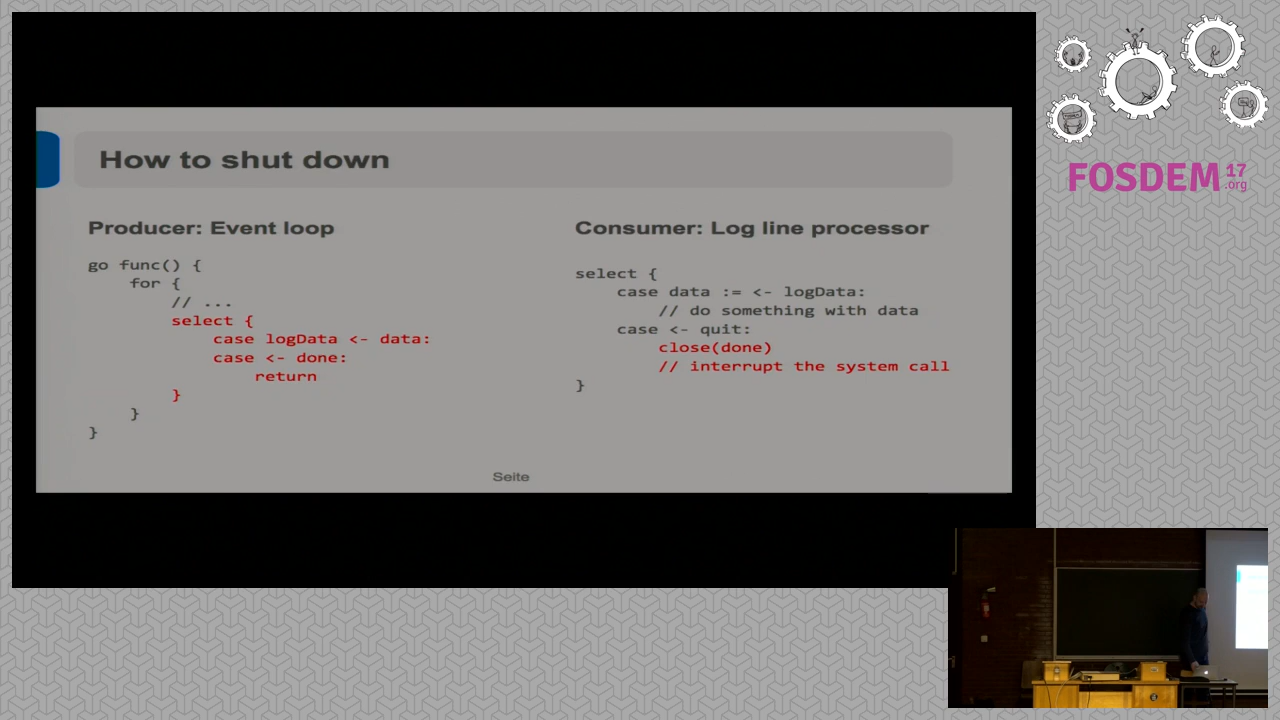 How to shut down
Producer: Event loop
go func() {
for {
// ...
select {
case logData <- data:
case <- done:
return
}
}
}
Consumer: Log line processor
select {
case data := <- logData:
// do something with data
case <- quit:
close(done)
// interrupt the system call
}
Seite
FOSDEM 17
.org